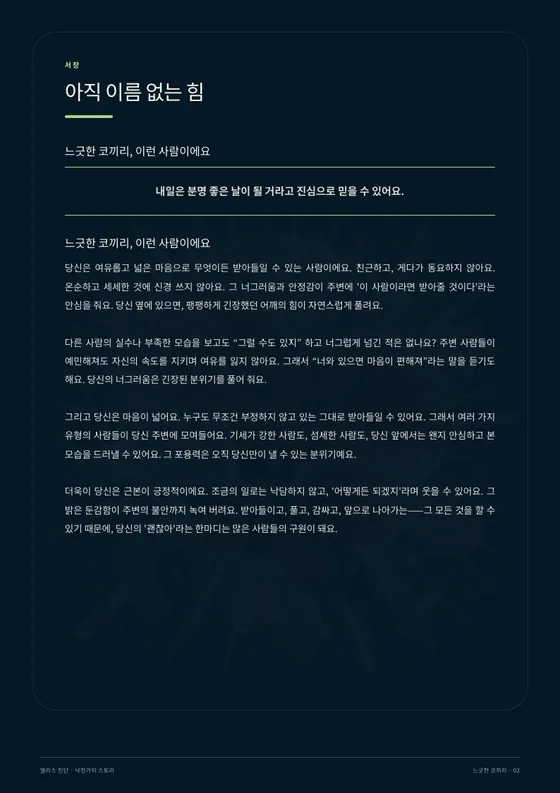 서장
아직 이름 없는 힘
느긋한 코끼리, 이런 사람이에요
내일은 분명 좋은 날이 될 거라고 진심으로 믿을 수 있어요.
느긋한 코끼리, 이런 사람이에요
당신은 여유롭고 넓은 마음으로 무엇이든 받아들일 수 있는 사람이에요. 친근하고, 게다가 동요하지 않아요.
온순하고 세세한 것에 신경 쓰지 않아요. 그 너그러움과 안정감이 주변에 '이 사람이라면 받아줄 것이다'라는
안심을 줘요. 당신 옆에 있으면, 팽팽하게 긴장했던 어깨의 힘이 자연스럽게 풀려요.
다른 사람의 실수나 부족한 모습을 보고도 “그럴 수도 있지” 하고 너그럽게 넘긴 적은 없나요? 주변 사람들이
예민해져도 자신의 속도를 지키며 여유를 잃지 않아요. 그래서 “너와 있으면 마음이 편해져”라는 말을 듣기도
해요. 당신의 너그러움은 긴장된 분위기를 풀어 줘요.
그리고 당신은 마음이 넓어요. 누구도 무조건 부정하지 않고 있는 그대로 받아들일 수 있어요. 그래서 여러 가지
유형의 사람들이 당신 주변에 모여들어요. 기세가 강한 사람도, 섬세한 사람도, 당신 앞에서는 왠지 안심하고 본
모습을 드러낼 수 있어요. 그 포용력은 오직 당신만이 낼 수 있는 분위기예요.
더욱이 당신은 근본이 긍정적이에요. 조금의 일로는 낙담하지 않고, '어떻게든 되겠지'라며 웃을 수 있어요. 그
밝은 둔감함이 주변의 불안까지 녹여 버려요. 받아들이고, 풀고, 감싸고, 앞으로 나아가는——그 모든 것을 할 수
있기 때문에, 당신의 '괜찮아'라는 한마디는 많은 사람들의 구원이 돼요.
앨리스 진단 · 낙천가의 스토리
느긋한 코끼리 · 02